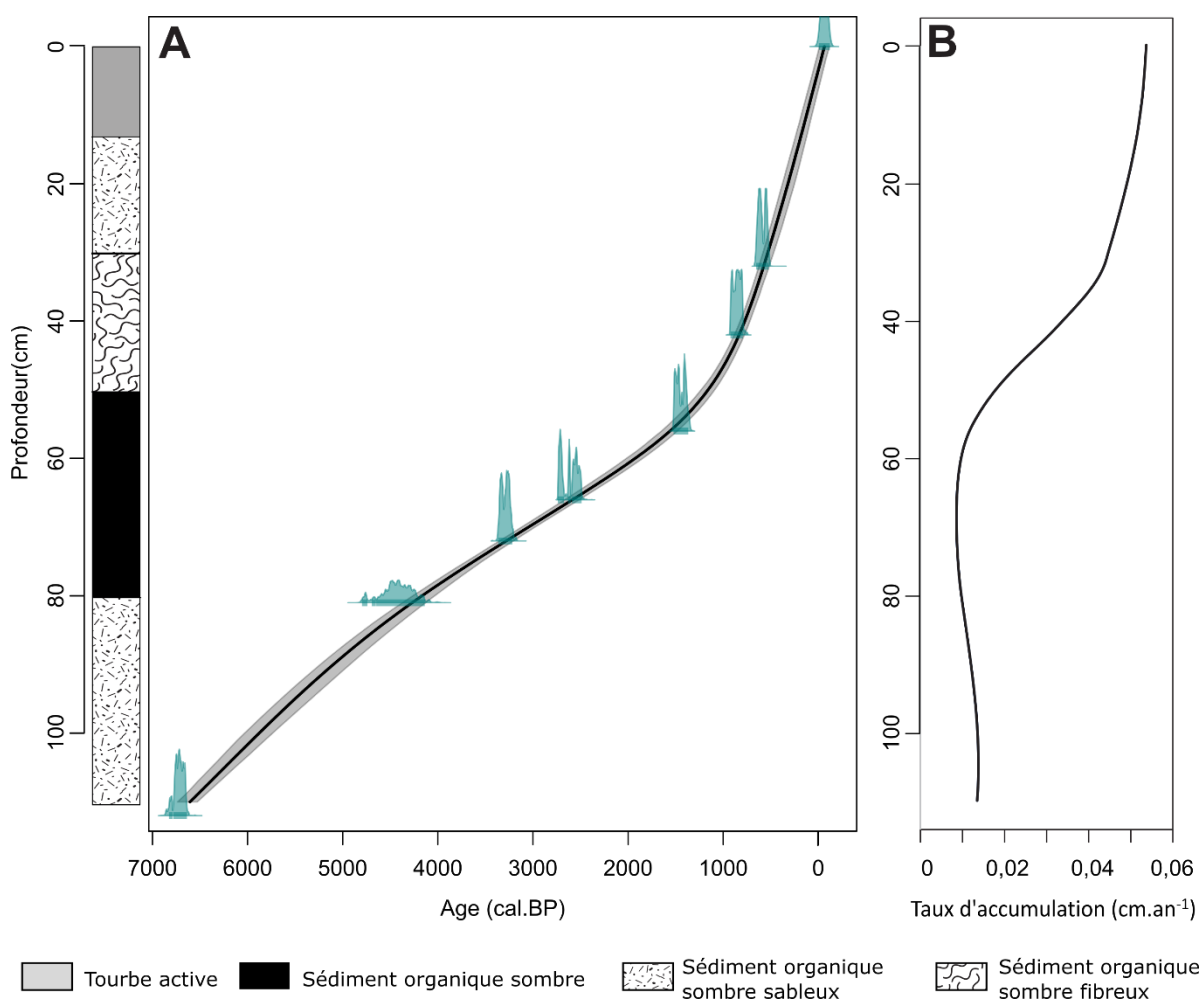 A
B
Profondeur(cm)
0
20
40
60
80
100
7000 6000 5000 4000 3000 2000 1000 0
Age (cal.BP)
0
20
40
60
80
100
0 0,02 0,04 0,06
Taux d'accumulation (cm.an⁻¹)
Tourbe active
Sédiment organique sombre
Sédiment organique
sombre sableux
Sédiment organique
sombre fibreux